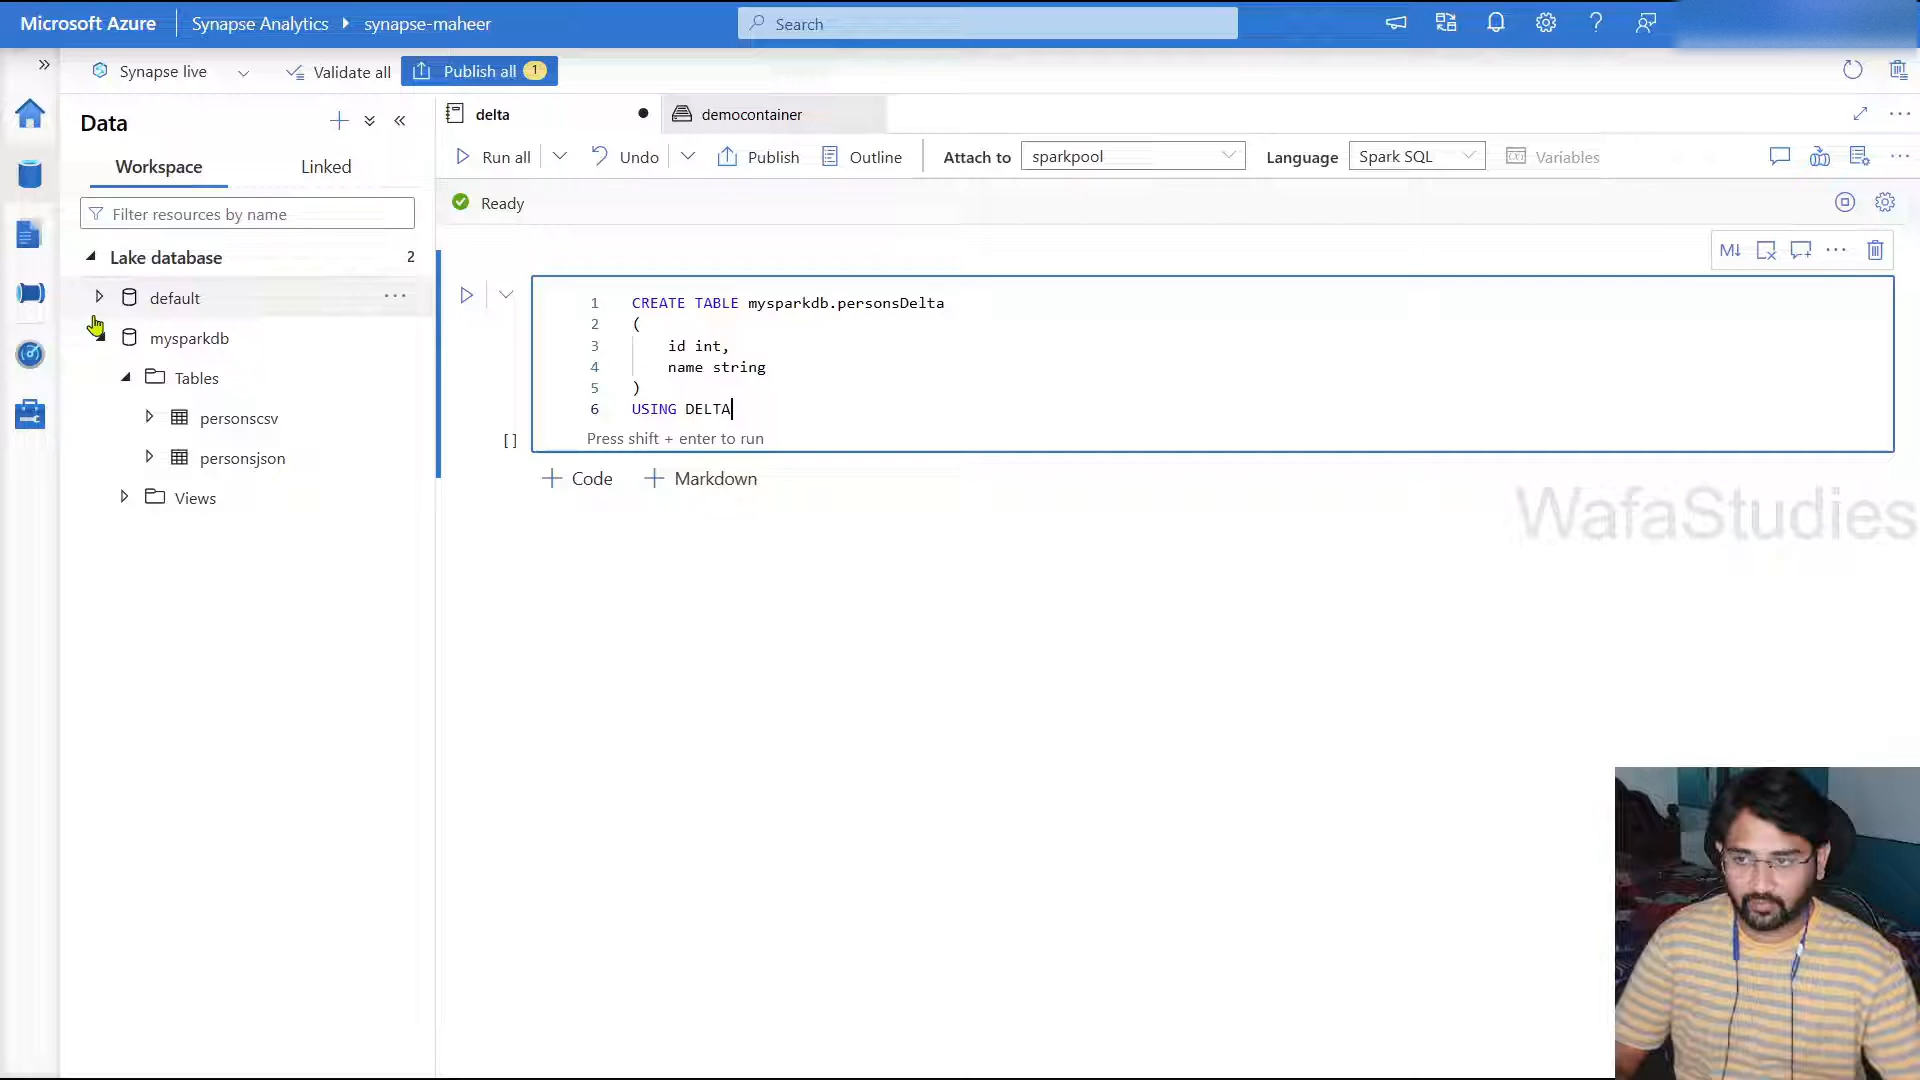 Microsoft Azure
Synapse Analytics
synapse-maheer
Search
Synapse live
Validate all
Publish all
1
Data
Workspace
Linked
Filter resources by name
Lake database
2
default
mysparkdb
Tables
personscsv
personsjson
Views
delta
democontainer
Run all
Undo
Publish
Outline
Attach to
sparkpool
Language
Spark SQL
Variables
Ready
M↓
1 CREATE TABLE mysparkdb.personsDelta
2 (
3 id int,
4 name string
5 )
6 USING DELTA
[ ]
Press shift + enter to run
Code
Markdown
WafaStudies